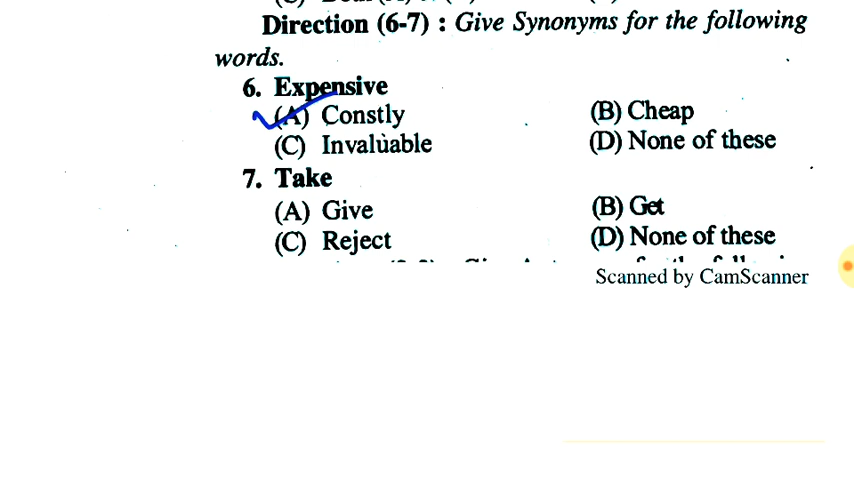 Direction (6-7) : Give Synonyms for the following
words.
6. Expensive
(A) Constly (B) Cheap
(C) Invaluable (D) None of these
7. Take
(A) Give (B) Get
(C) Reject (D) None of these
Scanned by CamScanner